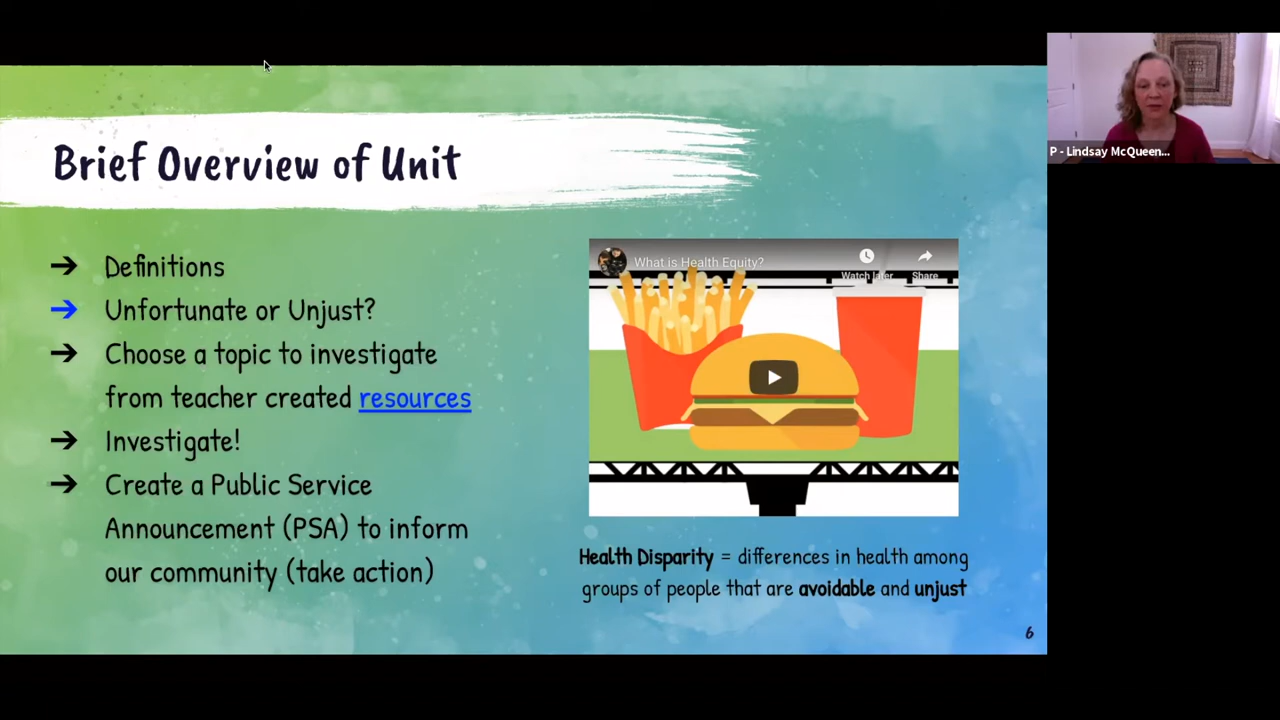 Brief Overview of Unit
➔ Definitions
➔ Unfortunate or Unjust?
➔ Choose a topic to investigate
from teacher created resources
➔ Investigate!
➔ Create a Public Service
Announcement (PSA) to inform
our community (take action)
What is Health Equity?
Watch later
Share
Health Disparity = differences in health among
groups of people that are avoidable and unjust
6
P - Lindsay McQueen...